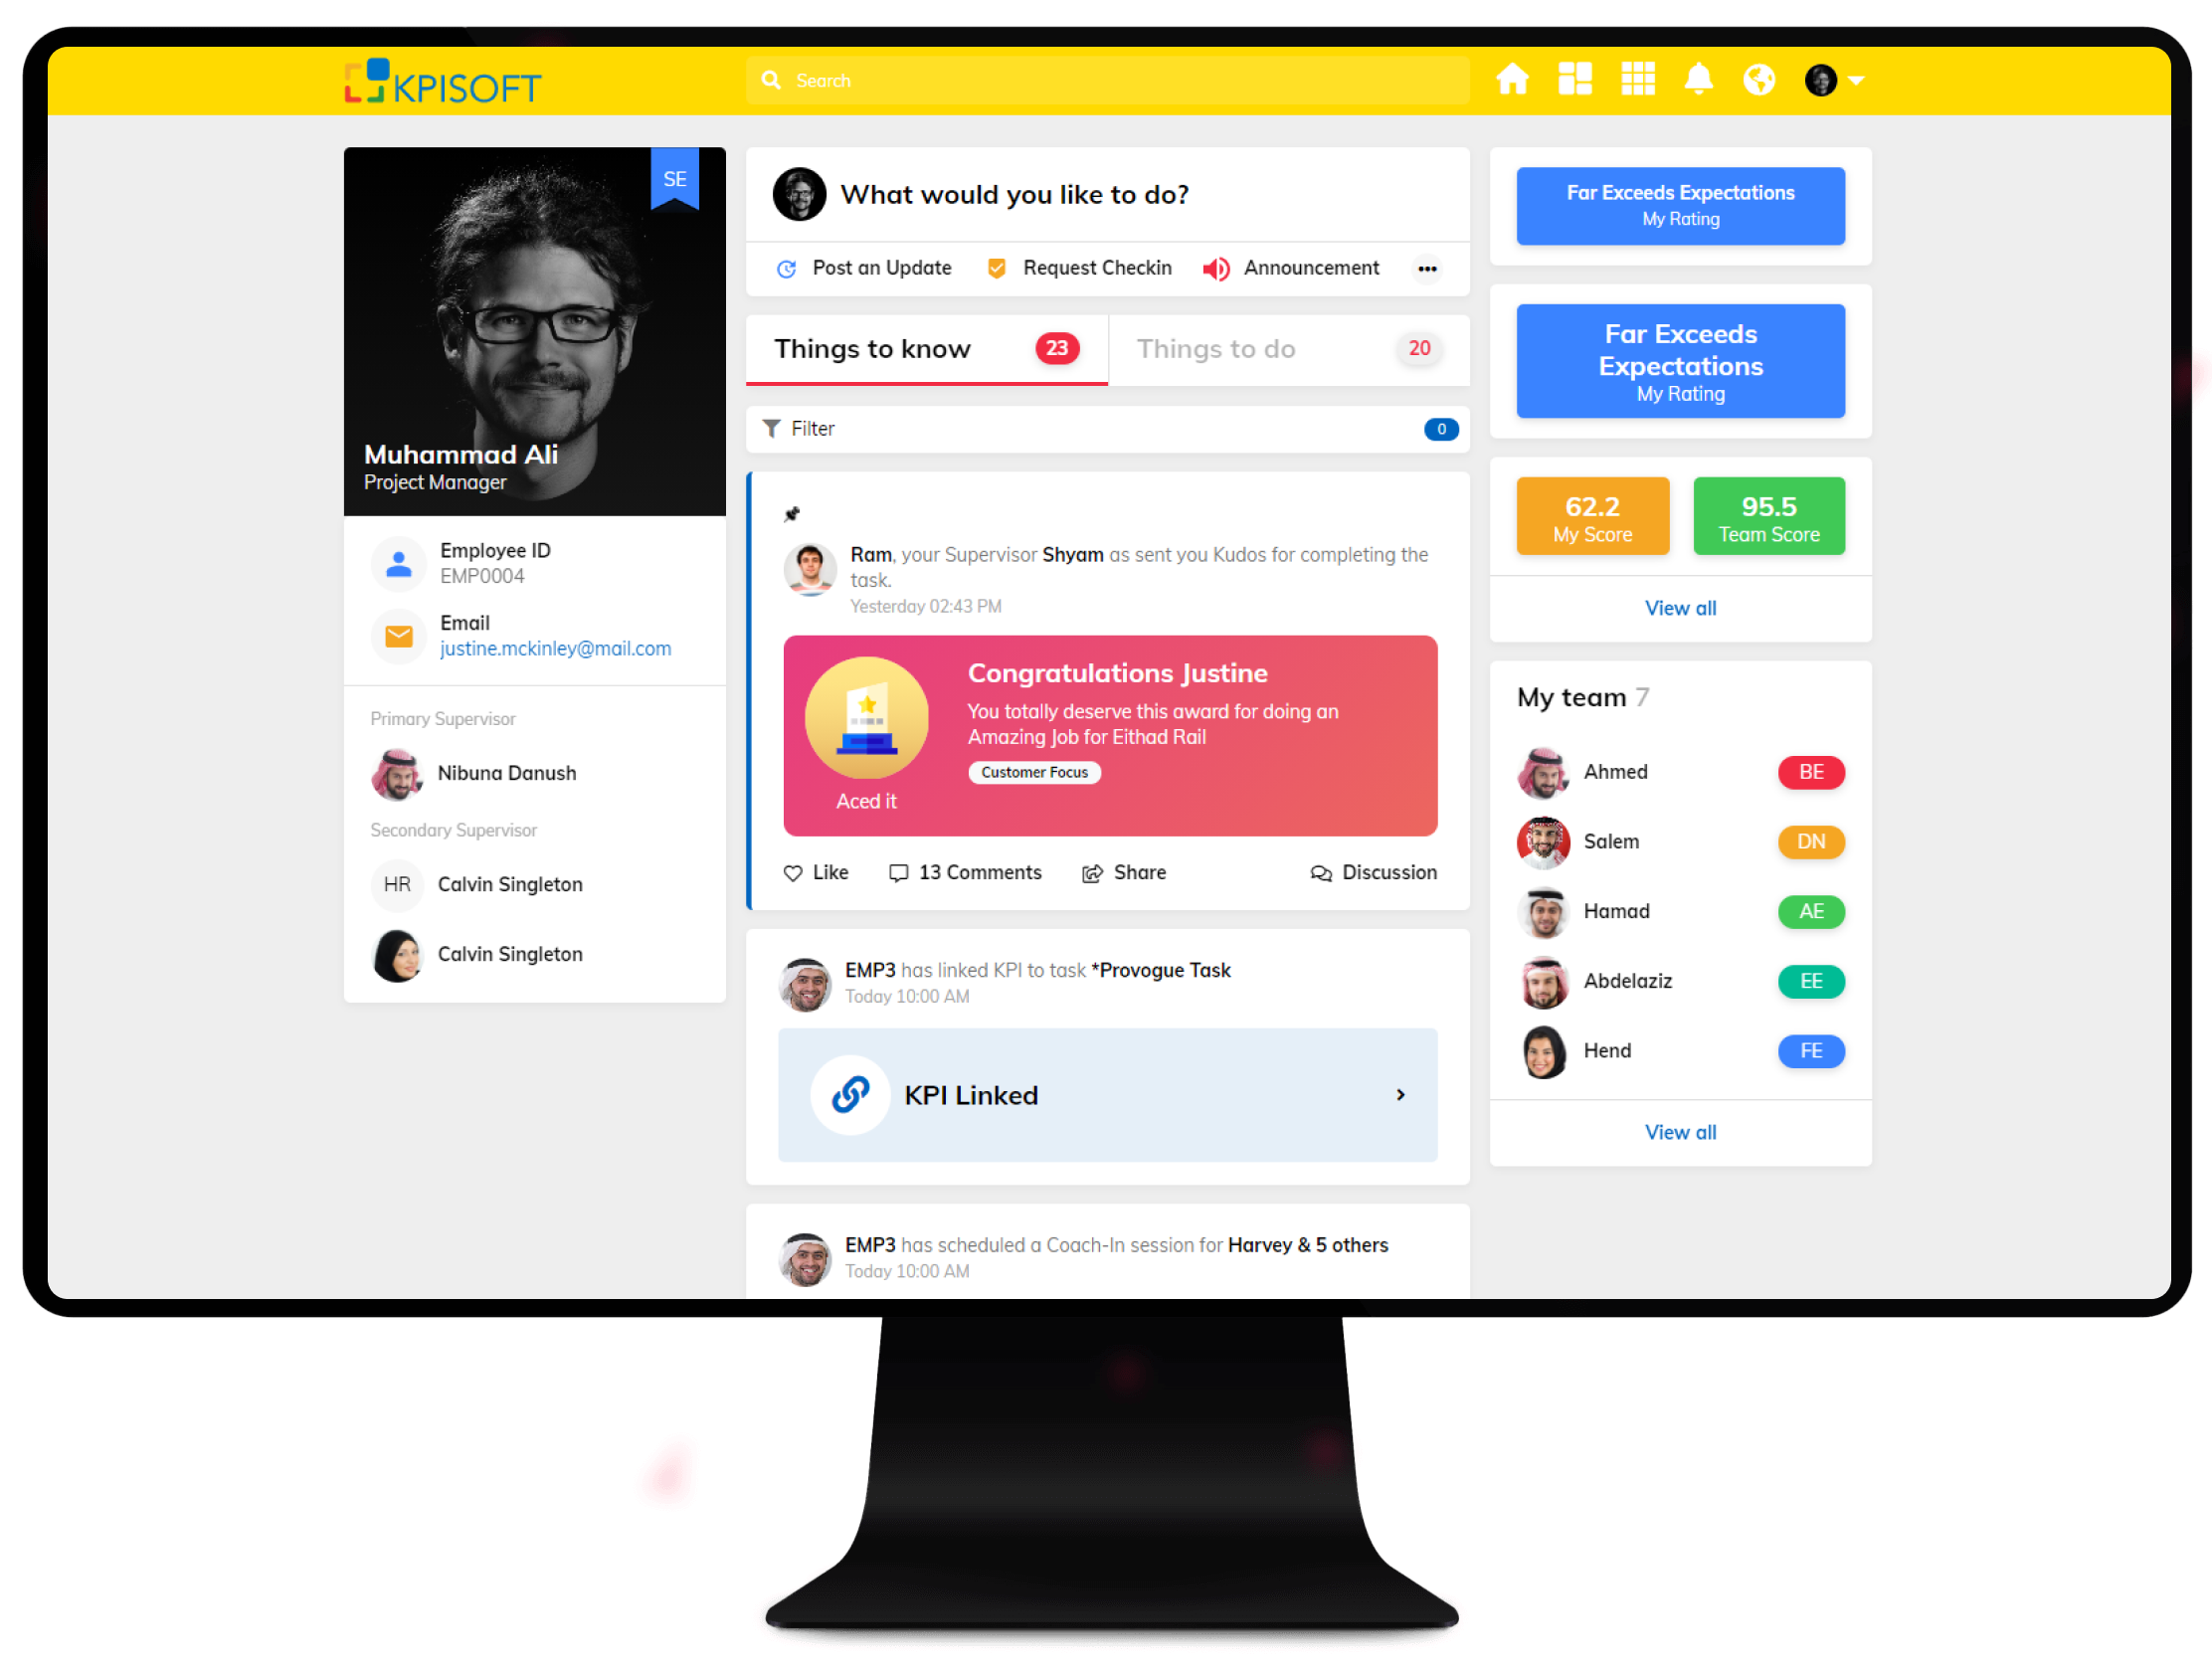 KPISOFT
Search
SE
Muhammad Ali
Project Manager
Employee ID
EMP0004
Email
justine.mckinley@mail.com
Primary Supervisor
Nibuna Danush
Secondary Supervisor
HR
Calvin Singleton
Calvin Singleton
What would you like to do?
Post an Update
Request Checkin
Announcement
Things to know
23
Things to do
20
Filter
0
Ram, your Supervisor Shyam as sent you Kudos for completing the
task.
Yesterday 02:43 PM
Congratulations Justine
You totally deserve this award for doing an
Amazing Job for Eithad Rail
Customer Focus
Aced it
Like
13 Comments
Share
Discussion
EMP3 has linked KPI to task *Provogue Task
Today 10:00 AM
KPI Linked
EMP3 has scheduled a Coach-In session for Harvey & 5 others
Today 10:00 AM
Far Exceeds Expectations
My Rating
Far Exceeds
Expectations
My Rating
62.2
My Score
95.5
Team Score
View all
My team 7
Ahmed
BE
Salem
DN
Hamad
AE
Abdelaziz
EE
Hend
FE
View all